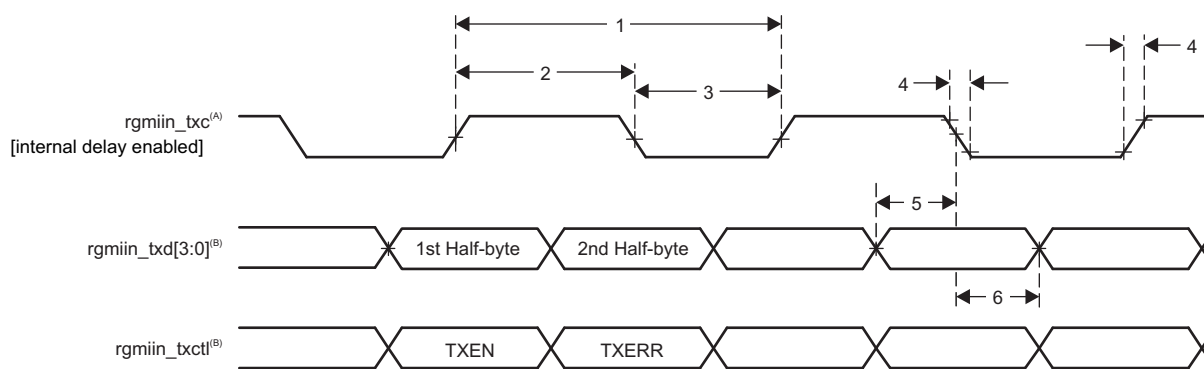 1
4
2
3
4
rgmiin_txc(A)
[internal delay enabled]
5
rgmiin_txd[3:0](B)
1st Half-byte
2nd Half-byte
6
rgmiin_txctl(B)
TXEN
TXERR